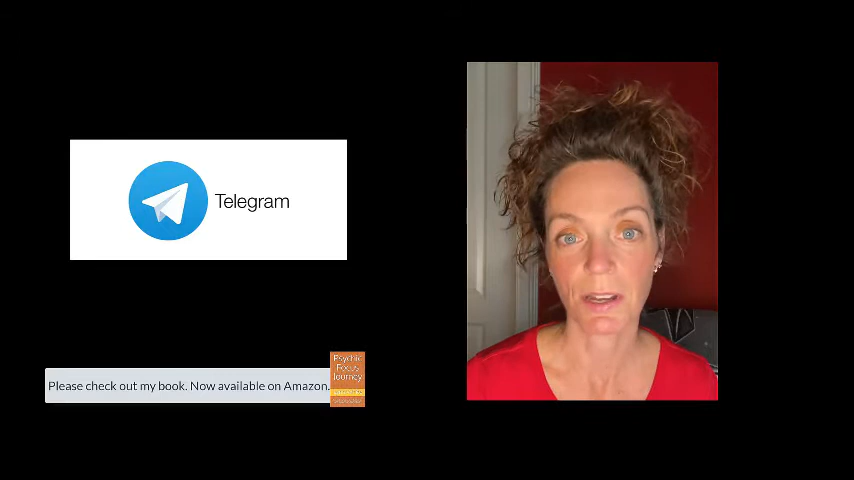 Telegram
Please check out my book. Now available on Amazon.
Psychic
Focus
Journey